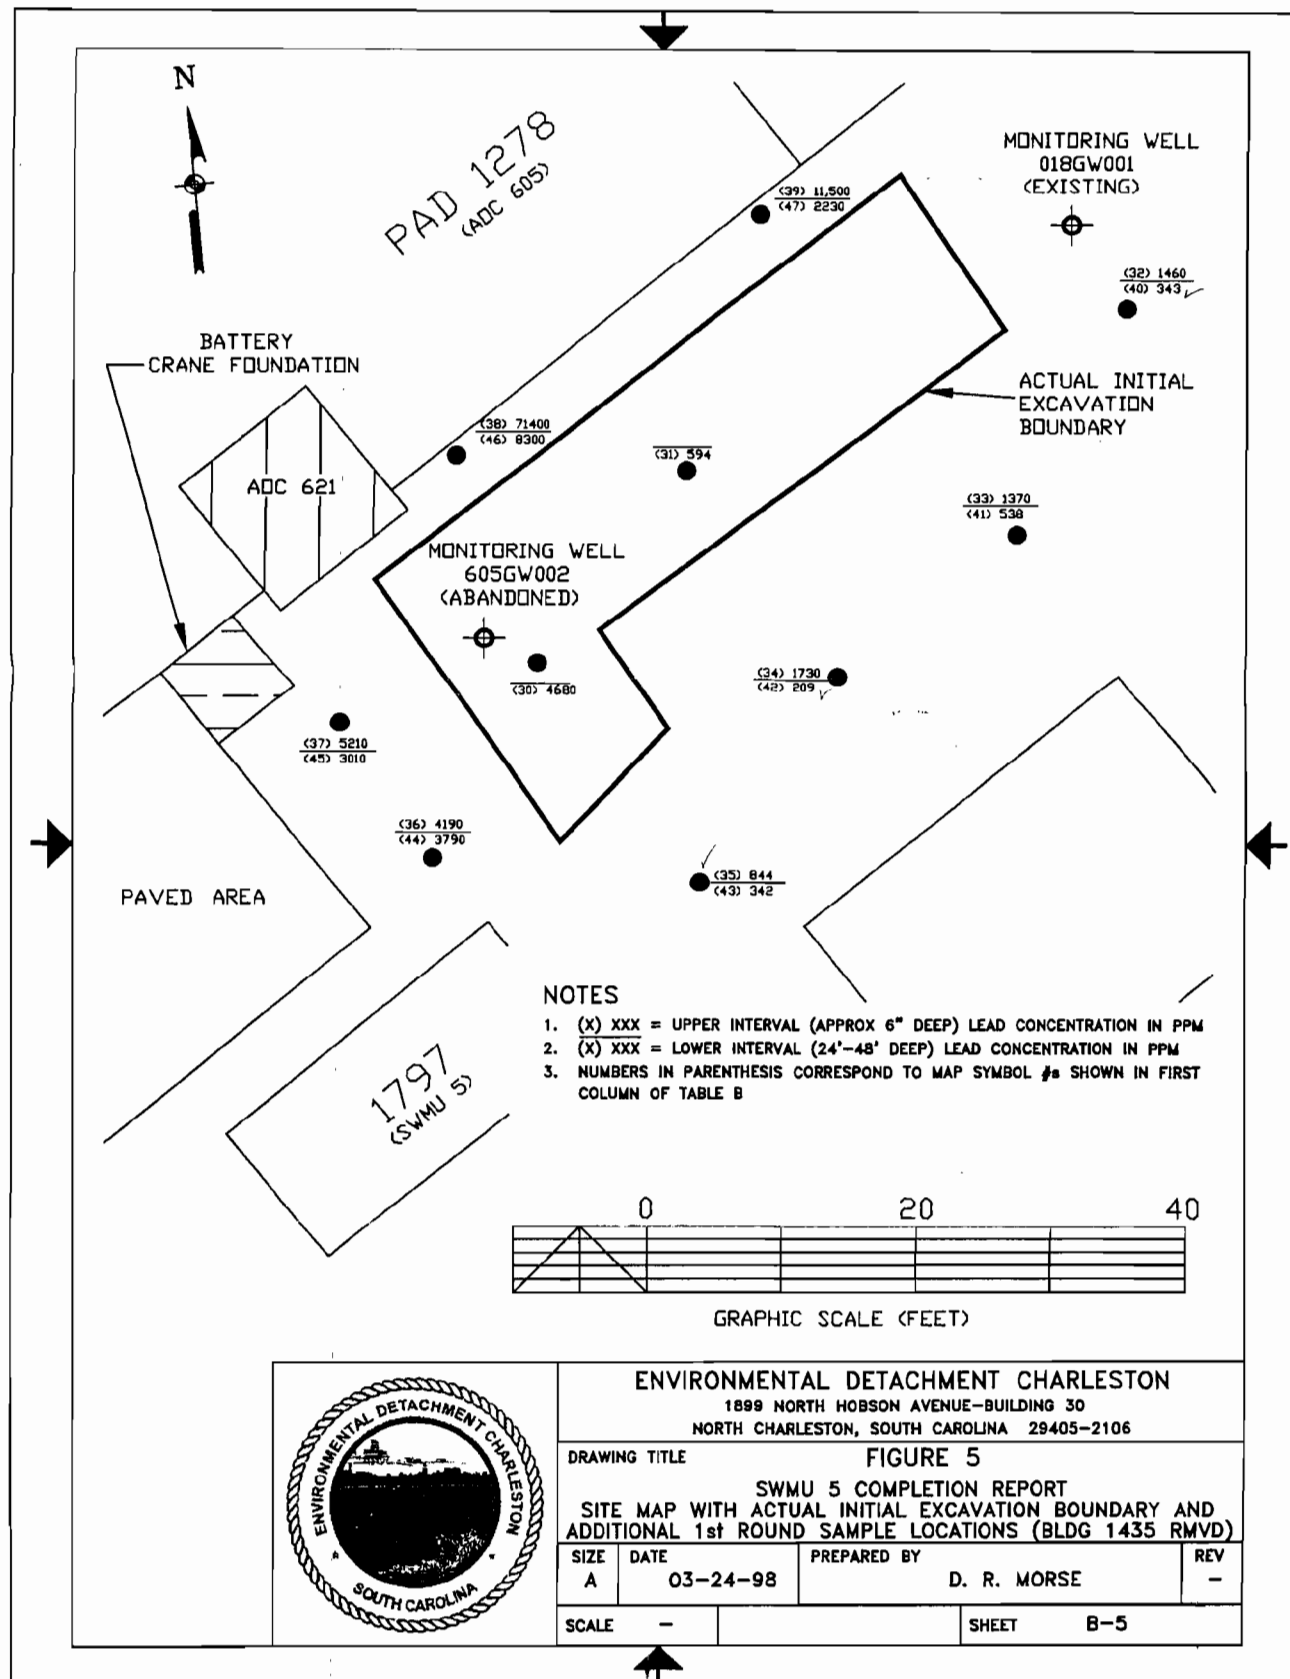 N
PAD 1278
(AOC 605)
MONITORING WELL
018GW001
(EXISTING)
(39) 11,500
(47) 2230
(32) 1460
(40) 343
BATTERY
CRANE FOUNDATION
ACTUAL INITIAL
EXCAVATION
BOUNDARY
(38) 71400
(46) 8300
(31) 594
AOC 621
(33) 1370
(41) 538
MONITORING WELL
605GW002
(ABANDONED)
(34) 1730
(42) 209
(30) 4680
(37) 5210
(45) 3010
(36) 4190
(44) 3790
(35) 844
(43) 342
PAVED AREA
1797
(SWMU 5)
NOTES
1. (X) XXX = UPPER INTERVAL (APPROX 6" DEEP) LEAD CONCENTRATION IN PPM
2. (X) XXX = LOWER INTERVAL (24'-48' DEEP) LEAD CONCENTRATION IN PPM
3. NUMBERS IN PARENTHESIS CORRESPOND TO MAP SYMBOL #s SHOWN IN FIRST
COLUMN OF TABLE B
0 20 40
GRAPHIC SCALE (FEET)
ENVIRONMENTAL DETACHMENT CHARLESTON
SOUTH CAROLINA
ENVIRONMENTAL DETACHMENT CHARLESTON
1899 NORTH HOBSON AVENUE-BUILDING 30
NORTH CHARLESTON, SOUTH CAROLINA 29405-2106
DRAWING TITLE
FIGURE 5
SWMU 5 COMPLETION REPORT
SITE MAP WITH ACTUAL INITIAL EXCAVATION BOUNDARY AND
ADDITIONAL 1st ROUND SAMPLE LOCATIONS (BLDG 1435 RMVD)
SIZE DATE PREPARED BY REV
A 03-24-98 D. R. MORSE -
SCALE - SHEET B-5